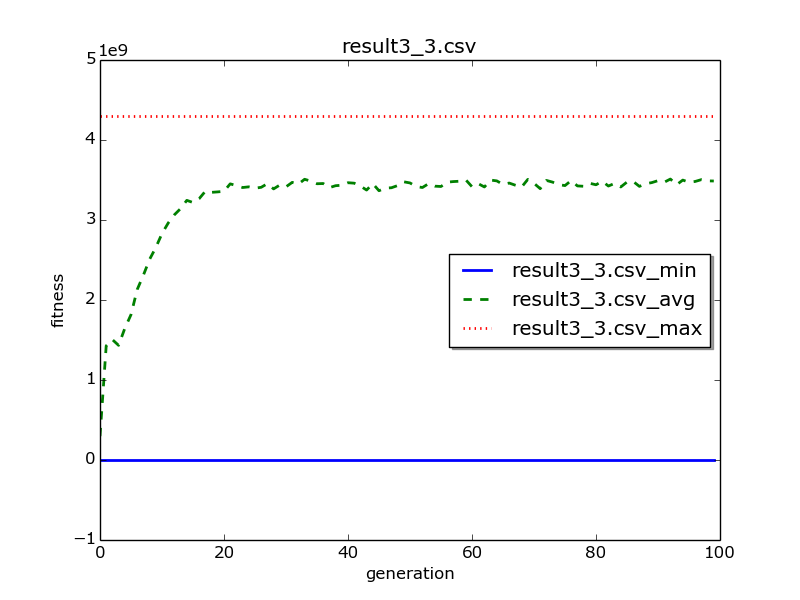 result3_3.csv
1e9
5
4
3
2
1
0
−1
fitness
result3_3.csv_min
result3_3.csv_avg
result3_3.csv_max
0 20 40 60 80 100
generation